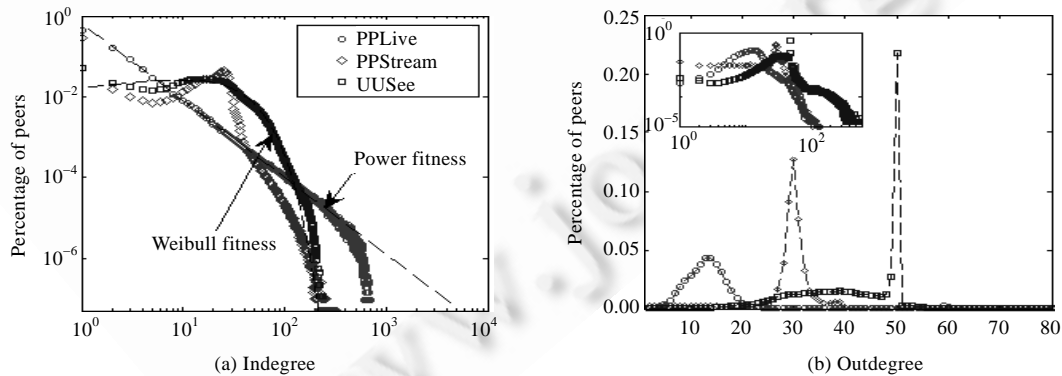 10^0
10^-2
10^-4
10^-6
Percentage of peers
PPLive
PPStream
UUSee
Power fitness
Weibull fitness
10^0 10^1 10^2 10^3 10^4
(a) Indegree
0.25
0.20
0.15
0.10
0.05
0.00
Percentage of peers
10^0
10^-5
10^0 10^2
10 20 30 40 50 60 70 80
(b) Outdegree